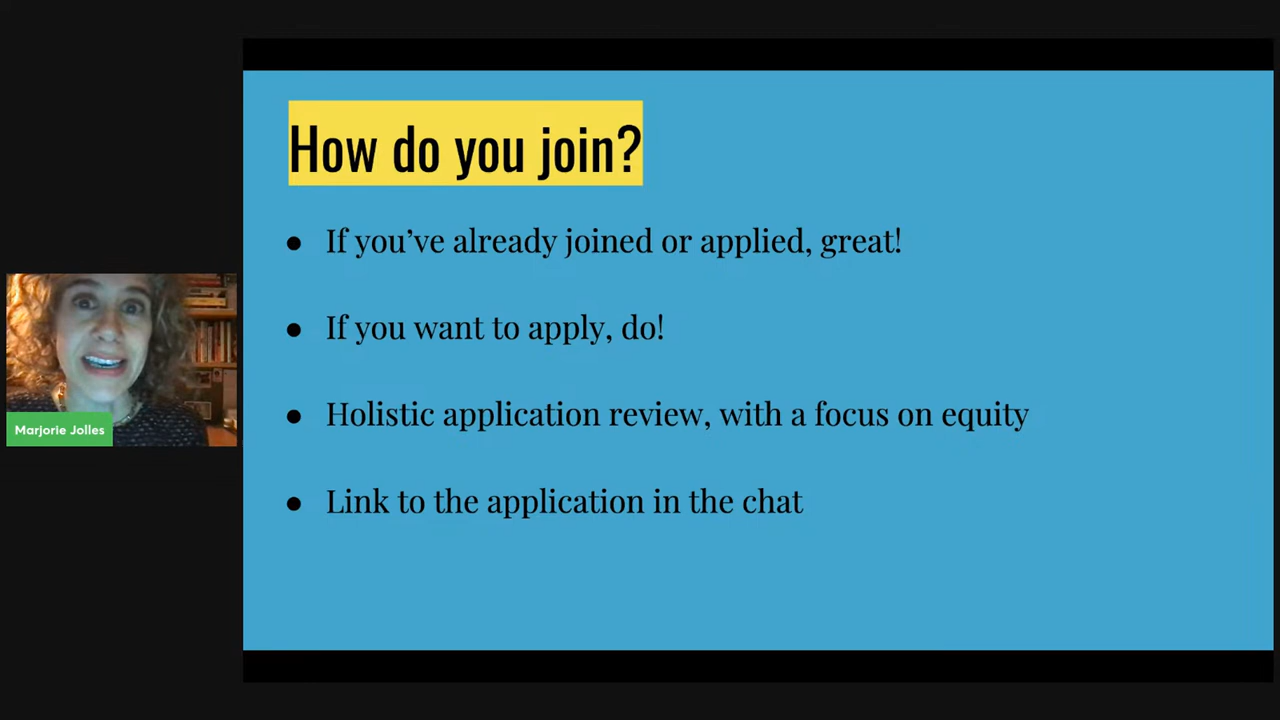 How do you join?
● If you’ve already joined or applied, great!
● If you want to apply, do!
● Holistic application review, with a focus on equity
● Link to the application in the chat
Marjorie Jolles